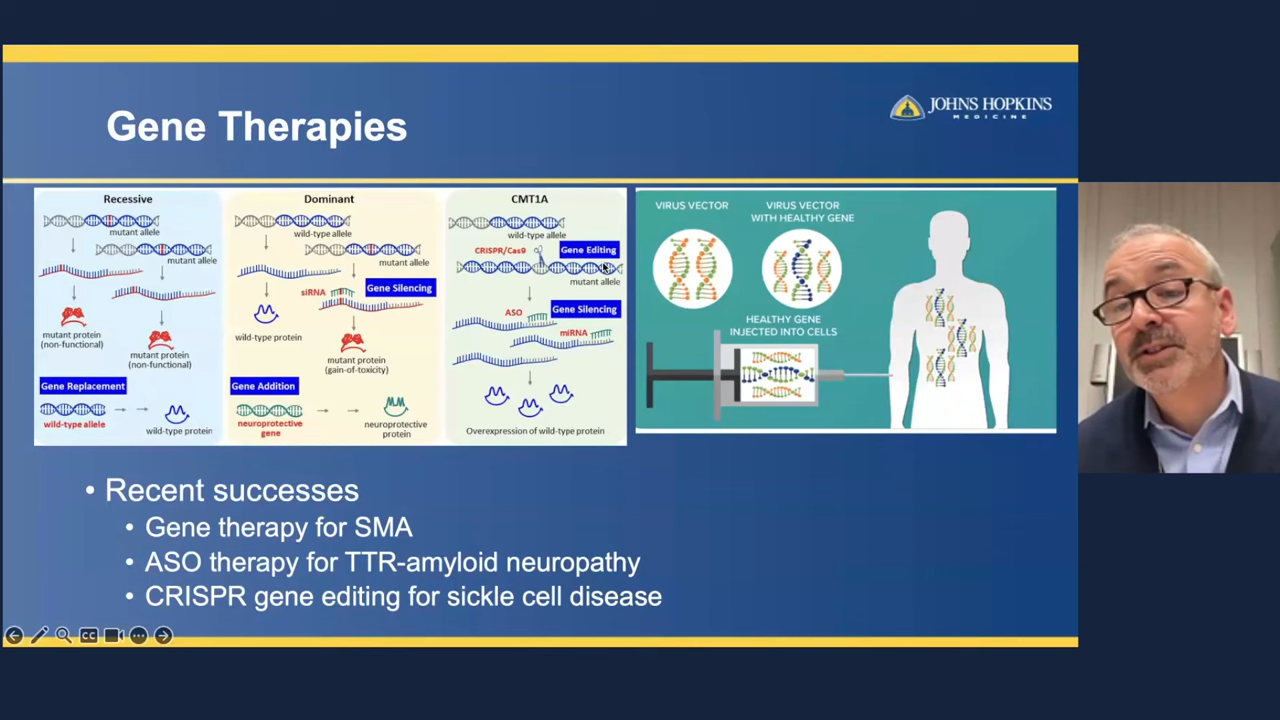 Gene Therapies
JOHNS HOPKINS
MEDICINE
Recessive
mutant allele
mutant allele
mutant protein
(non-functional)
mutant protein
(non-functional)
Gene Replacement
wild-type allele
wild-type protein
Dominant
wild-type allele
mutant allele
siRNA
Gene Silencing
wild-type protein
mutant protein
(gain-of-toxicity)
Gene Addition
neuroprotective
gene
neuroprotective
protein
CMT1A
wild-type allele
CRISPR/Cas9
Gene Editing
mutant allele
ASO
Gene Silencing
miRNA
Overexpression of wild-type protein
VIRUS VECTOR
VIRUS VECTOR
WITH HEALTHY GENE
HEALTHY GENE
INJECTED INTO CELLS
• Recent successes
• Gene therapy for SMA
• ASO therapy for TTR-amyloid neuropathy
• CRISPR gene editing for sickle cell disease
CC